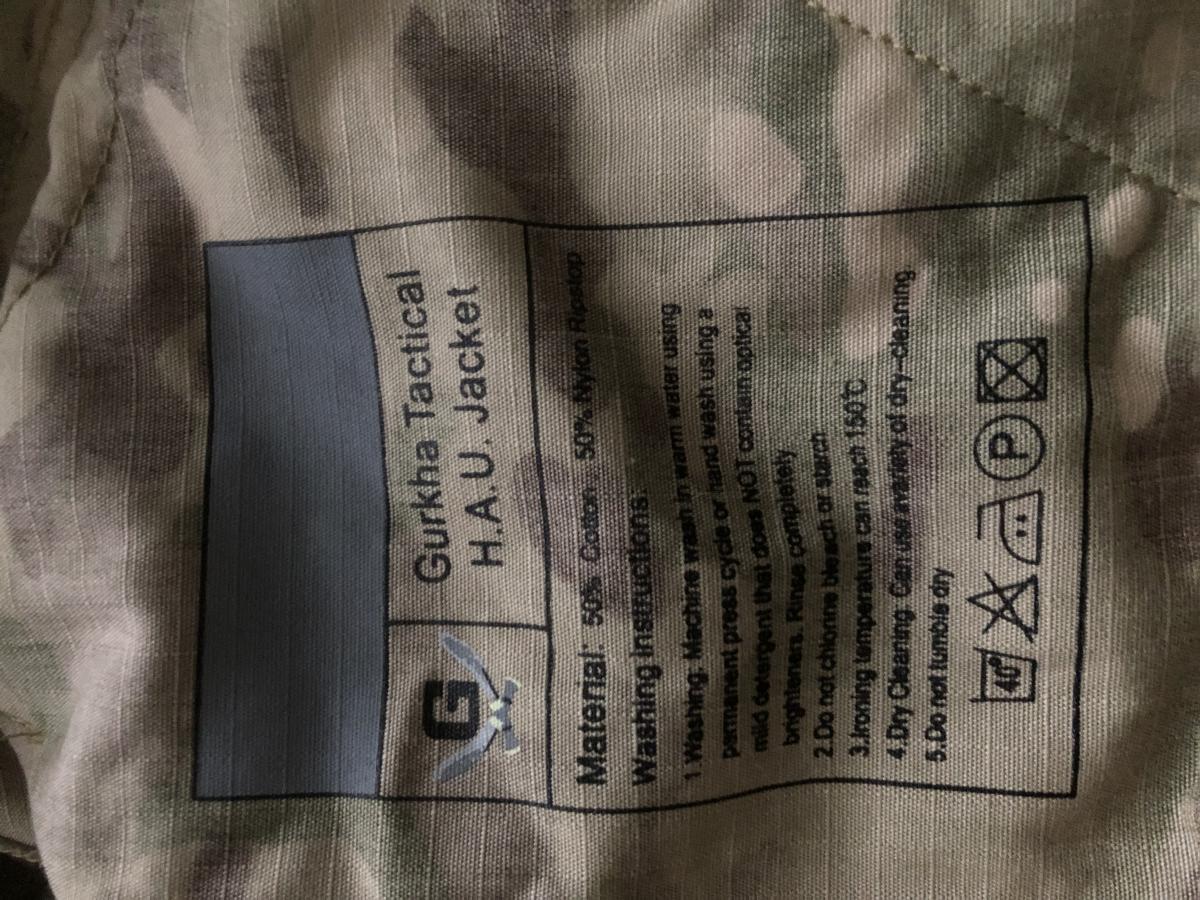 G
Gurkha Tactical
H.A.U. Jacket
Material: 50% Cotton 50% Nylon Ripstop
Washing Instructions:
1.Washing: Machine wash in warm water using
permanent press cycle or hand wash using a
mild detergent that does NOT contain optical
brighteners. Rinse completely
2.Do not chlorine bleach or starch
3.Ironing temperature can reach 150℃
4.Dry Cleaning: Can use avariety of dry-cleaning
5.Do not tumble dry
40° P